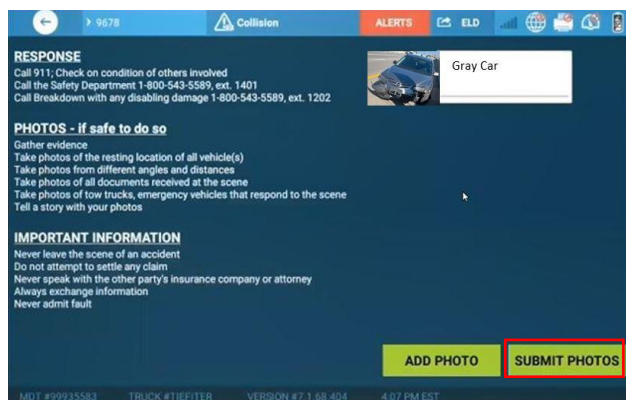 > 9678
Collision
ALERTS
ELD
RESPONSE
Call 911; Check on condition of others involved
Call the Safety Department 1-800-543-5589, ext. 1401
Call Breakdown with any disabling damage 1-800-543-5589, ext. 1202
Gray Car
PHOTOS - if safe to do so
Gather evidence
Take photos of the resting location of all vehicle(s)
Take photos from different angles and distances
Take photos of all documents received at the scene
Take photos of tow trucks, emergency vehicles that respond to the scene
Tell a story with your photos
IMPORTANT INFORMATION
Never leave the scene of an accident
Do not attempt to settle any claim
Never speak with the other party's insurance company or attorney
Always exchange information
Never admit fault
ADD PHOTO
SUBMIT PHOTOS
MDT #99935583 TRUCK #TIEFITER VERSION #7.1.68.404 4:07 PM EST